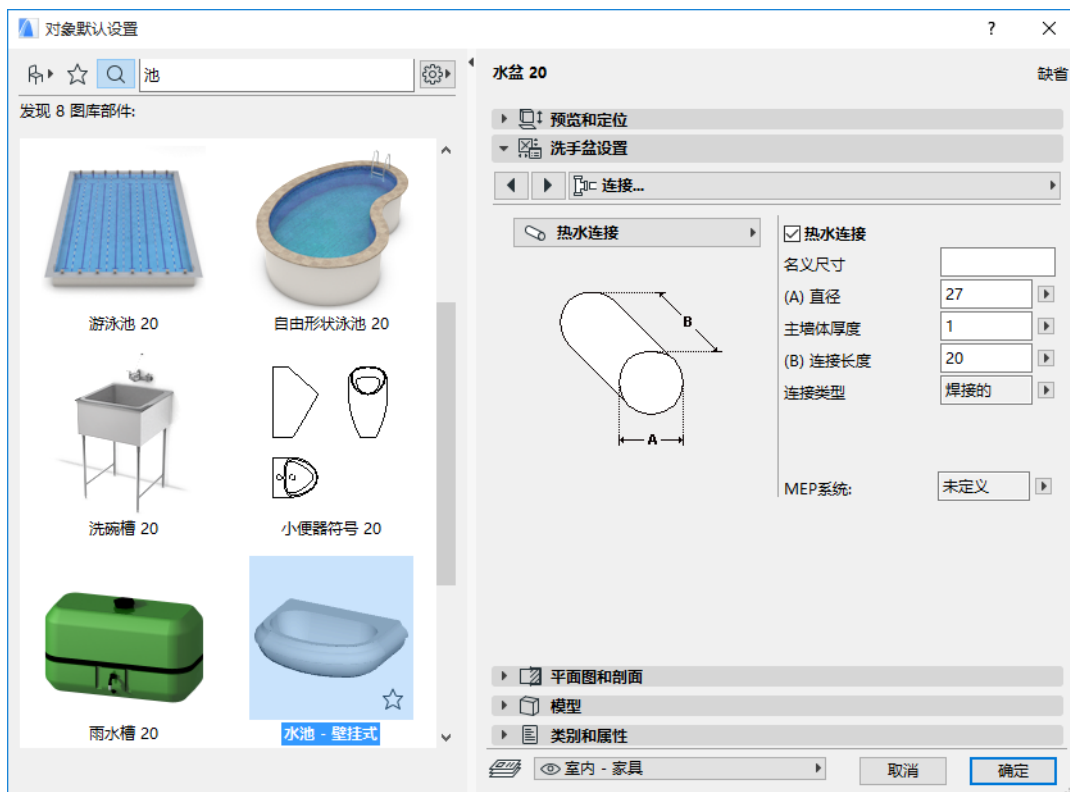 对象默认设置
?
池
发现 8 图库部件:
游泳池 20
自由形状泳池 20
洗碗槽 20
小便器符号 20
雨水槽 20
水池 - 壁挂式
水盆 20
缺省
预览和定位
洗手盆设置
连接...
热水连接
B
A
热水连接
名义尺寸
(A) 直径
27
主墙体厚度
1
(B) 连接长度
20
连接类型
焊接的
MEP系统:
未定义
平面图和剖面
模型
类别和属性
室内 - 家具
取消
确定